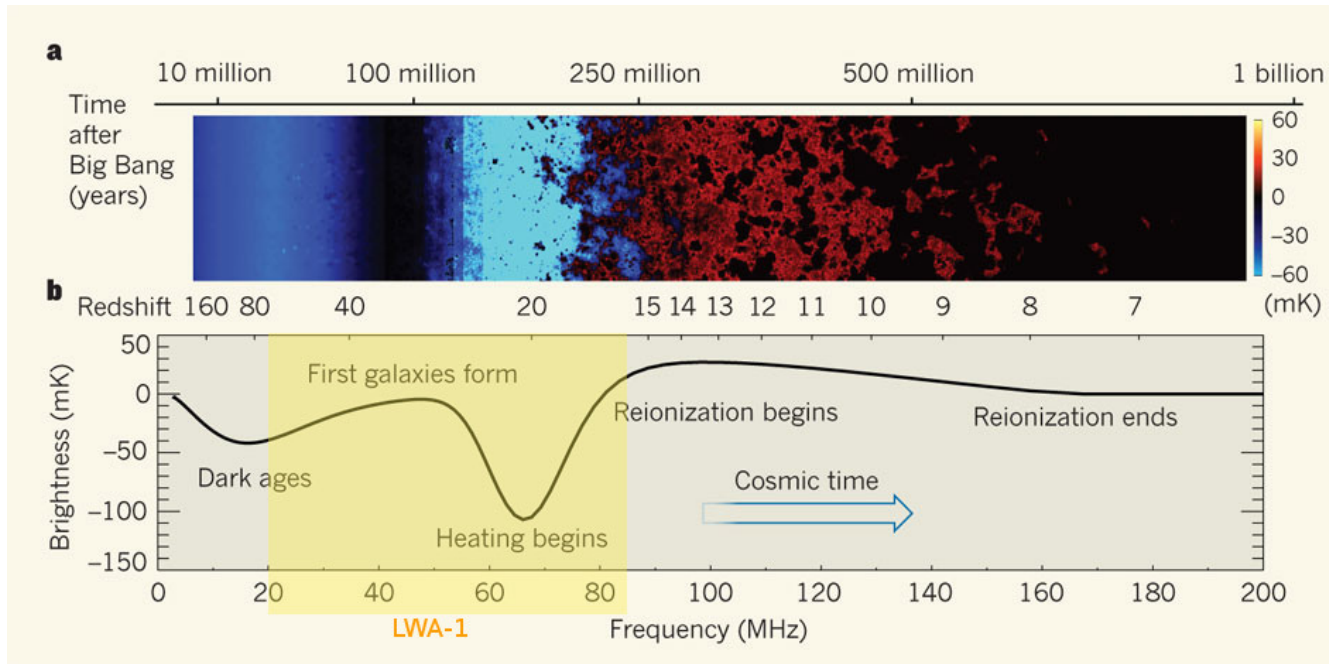 a
10 million 100 million 250 million 500 million 1 billion
Time
after
Big Bang
(years)
60
30
0
–30
–60
(mK)
b
Redshift 160 80 40 20 15 14 13 12 11 10 9 8 7
Brightness (mK)
50
0
–50
–100
–150
First galaxies form
Reionization begins
Reionization ends
Dark ages
Cosmic time
Heating begins
0 20 40 60 80 100 120 140 160 180 200
LWA-1
Frequency (MHz)